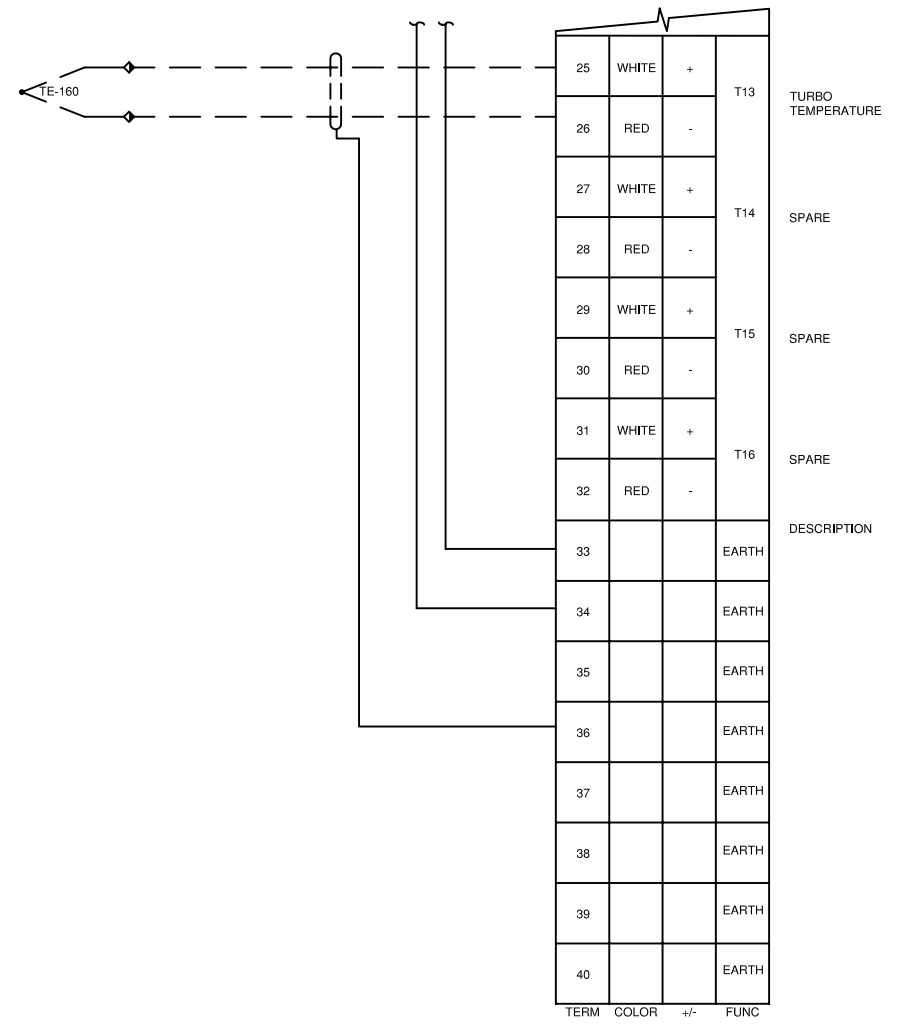 TE-160
25 WHITE +
T13
TURBO
TEMPERATURE
26 RED -
27 WHITE +
T14
SPARE
28 RED -
29 WHITE +
T15
SPARE
30 RED -
31 WHITE +
T16
SPARE
32 RED -
DESCRIPTION
33 EARTH
34 EARTH
35 EARTH
36 EARTH
37 EARTH
38 EARTH
39 EARTH
40 EARTH
TERM COLOR +/- FUNC